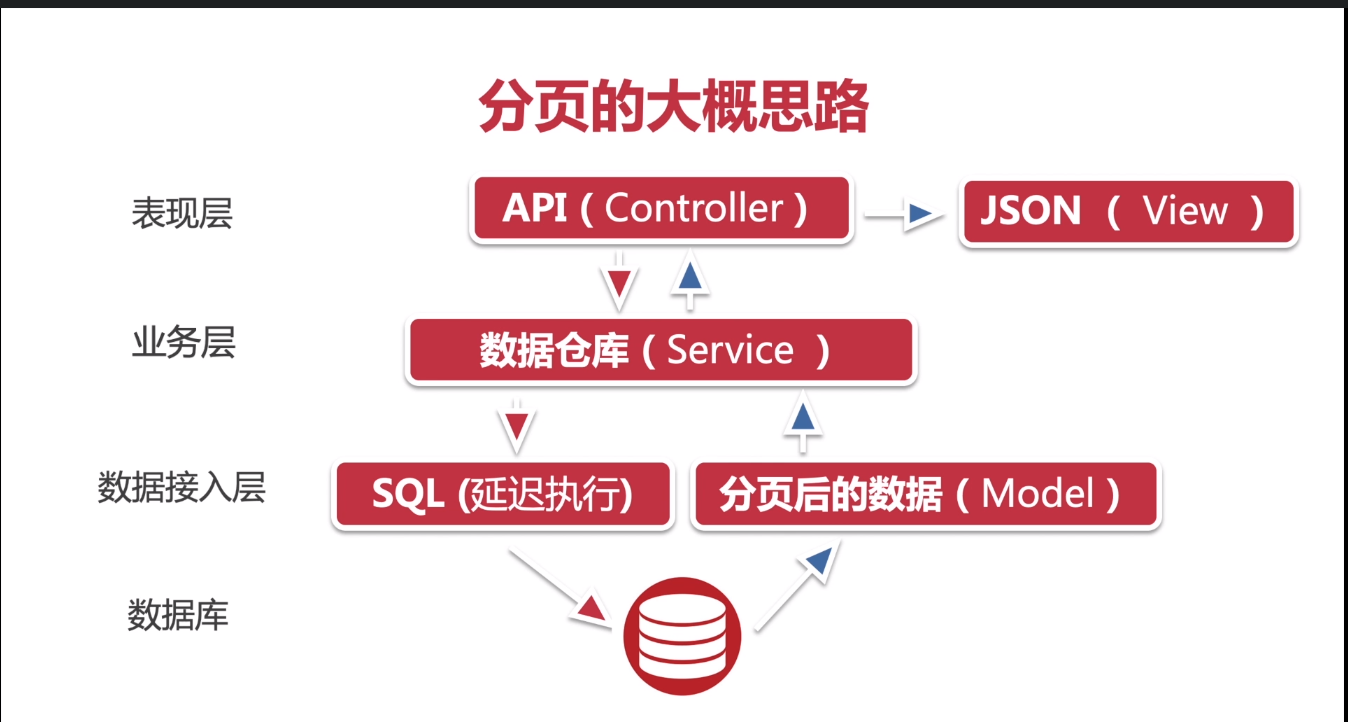 分页的大概思路
表现层
API（Controller）
JSON （ View ）
业务层
数据仓库（Service ）
数据接入层
SQL (延迟执行)
分页后的数据（Model）
数据库